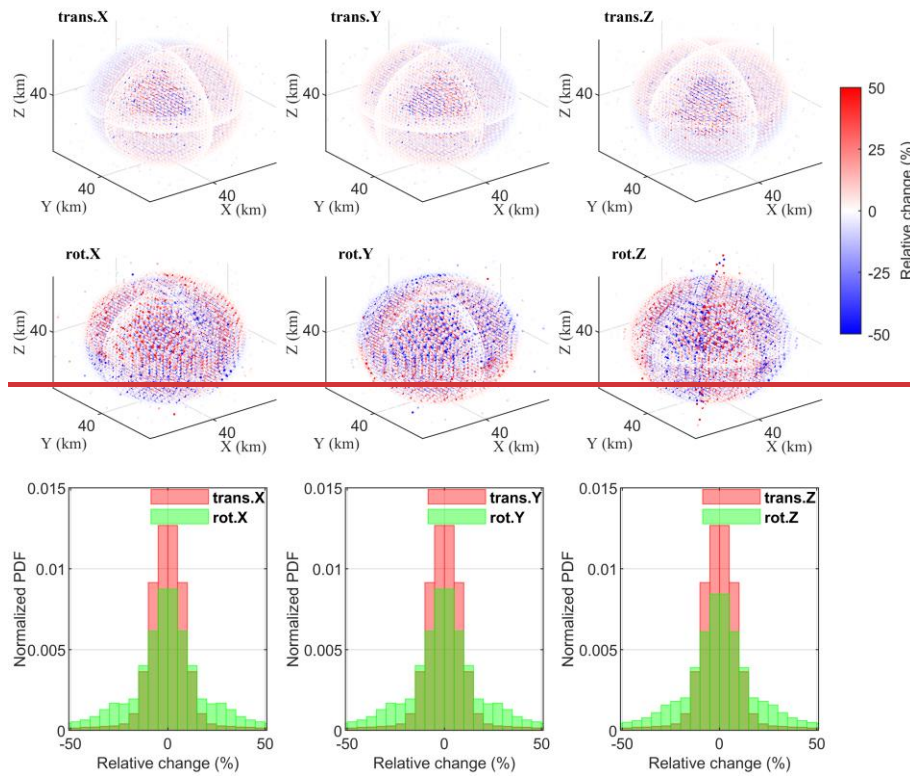 trans.X
trans.Y
trans.Z
Z (km)
40
Y (km)
40
X (km)
40
Z (km)
40
Y (km)
40
X (km)
40
Z (km)
40
Y (km)
40
X (km)
40
50
25
0
-25
-50
Relative change (%)
rot.X
rot.Y
rot.Z
Z (km)
40
Y (km)
40
X (km)
40
Z (km)
40
Y (km)
40
X (km)
40
Z (km)
40
Y (km)
40
X (km)
40
0.015
0.01
0.005
0
Normalized PDF
trans.X
rot.X
-50
0
50
Relative change (%)
0.015
0.01
0.005
0
Normalized PDF
trans.Y
rot.Y
-50
0
50
Relative change (%)
0.015
0.01
0.005
0
Normalized PDF
trans.Z
rot.Z
-50
0
50
Relative change (%)